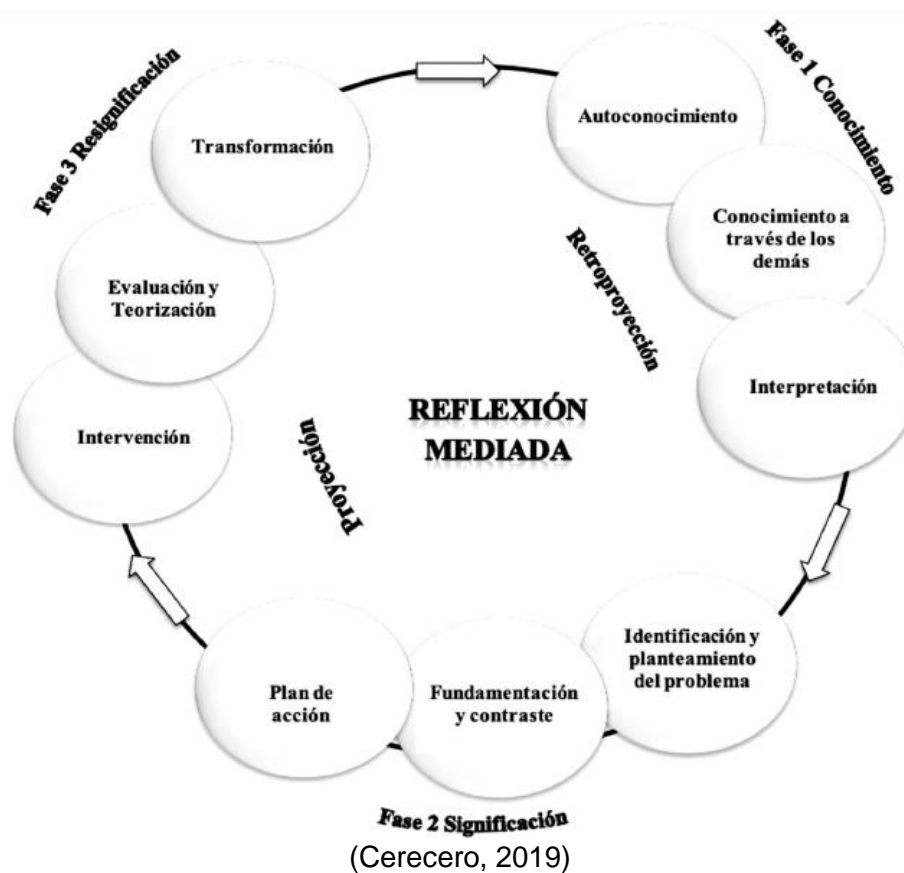 Fase 1 Conocimiento
Autoconocimiento
Conocimiento a
través de los
demás
Interpretación
Retroproyección
Identificación y
planteamiento
del problema
Fundamentación
y contraste
Plan de
acción
Fase 2 Significación
Intervención
Evaluación y
Teorización
Transformación
Fase 3 Resignificación
Proyección
REFLEXIÓN
MEDIADA
(Cerecero, 2019)